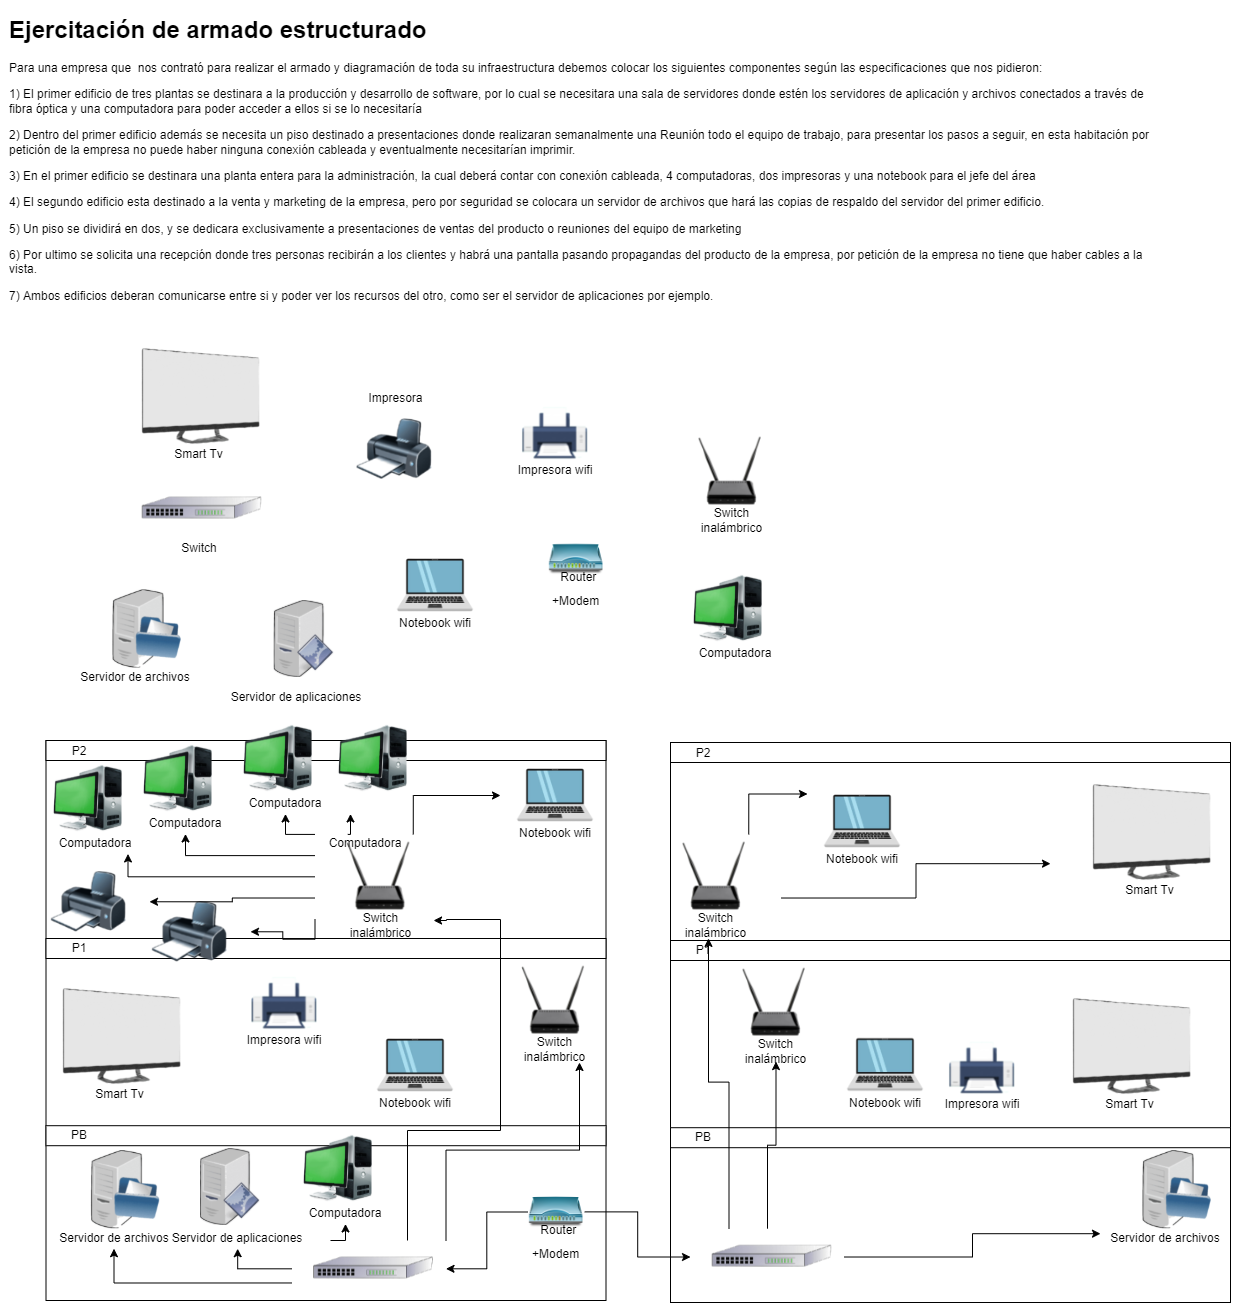 Ejercitación de armado estructurado
Para una empresa que  nos contrató para realizar el armado y diagramación de toda su infraestructura debemos colocar los siguientes componentes según las especificaciones que nos pidieron:
1) El primer edificio de tres plantas se destinara a la producción y desarrollo de software, por lo cual se necesitara una sala de servidores donde estén los servidores de aplicación y archivos conectados a través de
fibra óptica y una computadora para poder acceder a ellos si se lo necesitaría
2) Dentro del primer edificio además se necesita un piso destinado a presentaciones donde realizaran semanalmente una Reunión todo el equipo de trabajo, para presentar los pasos a seguir, en esta habitación por
petición de la empresa no puede haber ninguna conexión cableada y eventualmente necesitarían imprimir.
3) En el primer edificio se destinara una planta entera para la administración, la cual deberá contar con conexión cableada, 4 computadoras, dos impresoras y una notebook para el jefe del área
4) El segundo edificio esta destinado a la venta y marketing de la empresa, pero por seguridad se colocara un servidor de archivos que hará las copias de respaldo del servidor del primer edificio.
5) Un piso se dividirá en dos, y se dedicara exclusivamente a presentaciones de ventas del producto o reuniones del equipo de marketing
6) Por ultimo se solicita una recepción donde tres personas recibirán a los clientes y habrá una pantalla pasando propagandas del producto de la empresa, por petición de la empresa no tiene que haber cables a la
vista.
7) Ambos edificios deberan comunicarse entre si y poder ver los recursos del otro, como ser el servidor de aplicaciones por ejemplo.
Impresora
Smart Tv
Impresora wifi
Switch
inalámbrico
Switch
Router
+Modem
Notebook wifi
Computadora
Servidor de archivos
Servidor de aplicaciones
P2
Computadora
Computadora
Computadora
Computadora
Notebook wifi
Switch
inalámbrico
P1
Impresora wifi
Switch
inalámbrico
Smart Tv
Notebook wifi
PB
Computadora
Servidor de archivos
Servidor de aplicaciones
Router
+Modem
P2
Notebook wifi
Smart Tv
Switch
inalámbrico
P1
Switch
inalámbrico
Notebook wifi
Impresora wifi
Smart Tv
PB
Servidor de archivos